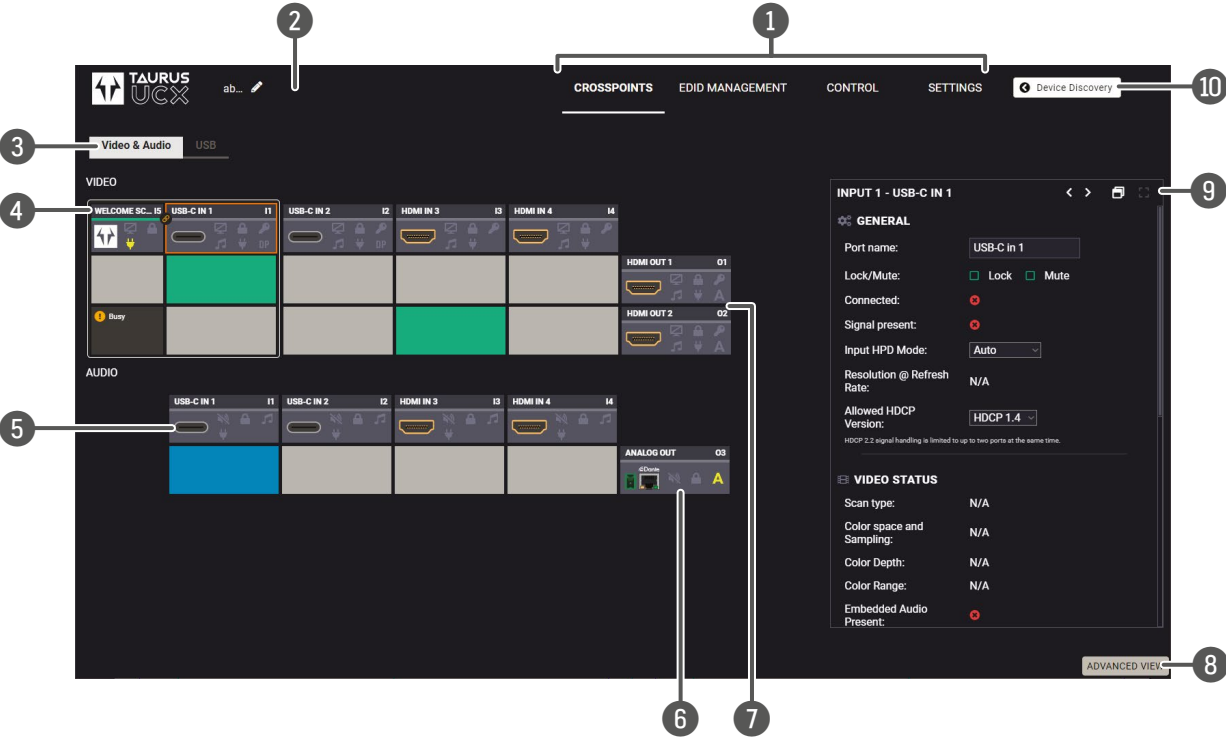 2
1
TAURUS
UCX
ab...
CROSSPOINTS EDID MANAGEMENT CONTROL SETTINGS
Device Discovery
10
3
Video & Audio USB
VIDEO
4
WELCOME SC... I5 USB-C IN 1 I1 USB-C IN 2 I2 HDMI IN 3 I3 HDMI IN 4 I4
DP DP
HDMI OUT 1 O1
A
Busy
HDMI OUT 2 O2
A
7
AUDIO
5
USB-C IN 1 I1 USB-C IN 2 I2 HDMI IN 3 I3 HDMI IN 4 I4
ANALOG OUT O3
Dante
A
6
INPUT 1 - USB-C IN 1
9
GENERAL
Port name: USB-C in 1
Lock/Mute: Lock Mute
Connected:
Signal present:
Input HPD Mode: Auto
Resolution @ Refresh
Rate: N/A
Allowed HDCP
Version: HDCP 1.4
HDCP 2.2 signal handling is limited to up to two ports at the same time.
VIDEO STATUS
Scan type: N/A
Color space and
Sampling: N/A
Color Depth: N/A
Color Range: N/A
Embedded Audio
Present:
ADVANCED VIEW
8